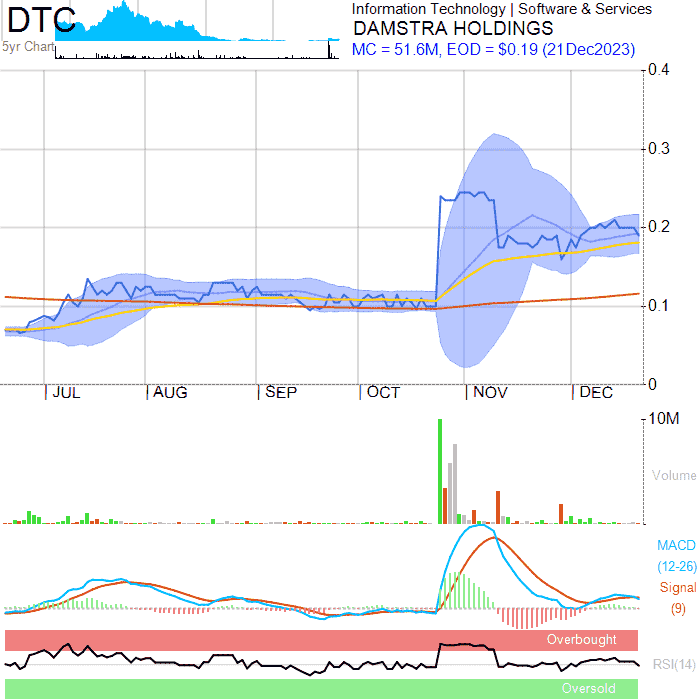 DTC
5yr Chart
Information Technology | Software & Services
DAMSTRA HOLDINGS
MC = 51.6M, EOD = $0.19 (21Dec2023)
0.4
0.3
0.2
0.1
0
JUL AUG SEP OCT NOV DEC
10M
Volume
MACD
(12-26)
Signal
(9)
Overbought
RSI(14)
Oversold